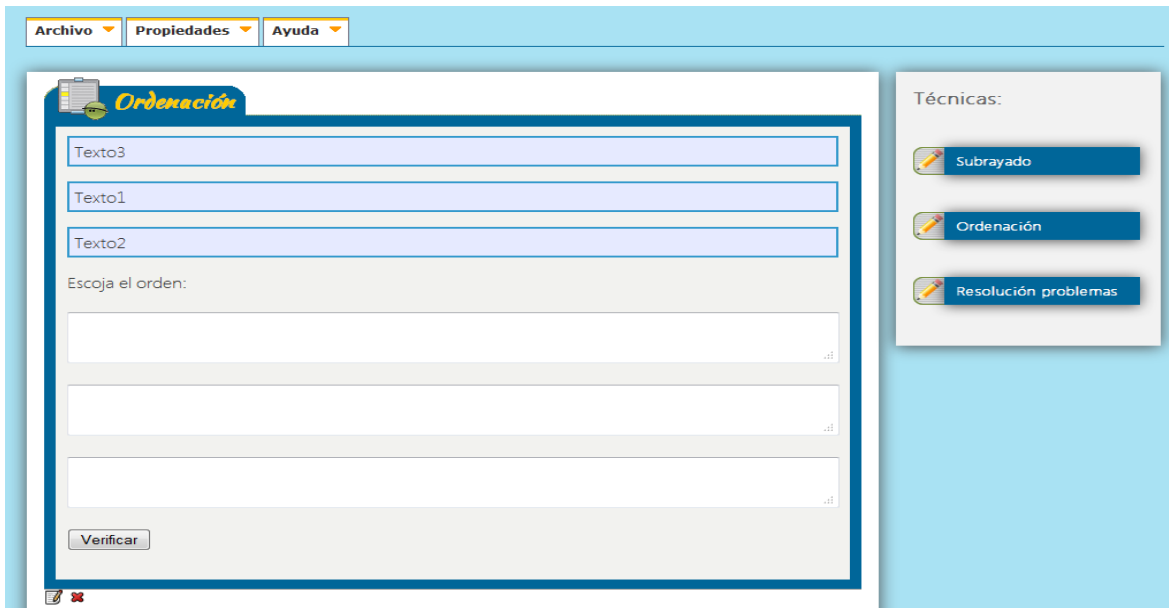 Archivo Propiedades Ayuda
Ordenación
Texto3
Texto1
Texto2
Escoja el orden:
Verificar
Técnicas:
Subrayado
Ordenación
Resolución problemas